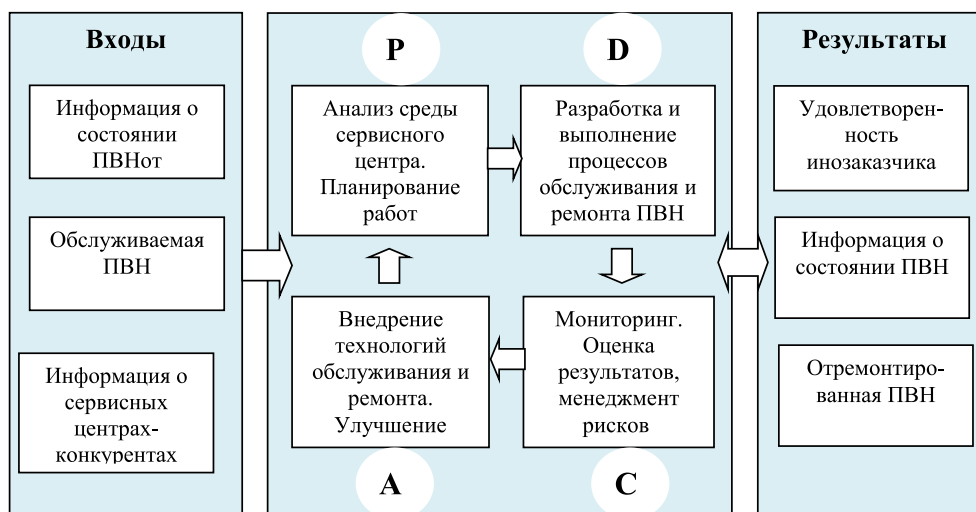 Входы
Информация о
состоянии
ПВНот
Обслуживаемая
ПВН
Информация о
сервисных
центрах-
конкурентах
P
Анализ среды
сервисного
центра.
Планирование
работ
D
Разработка и
выполнение
процессов
обслуживания и
ремонта ПВН
Внедрение
технологий
обслуживания и
ремонта.
Улучшение
A
Мониторинг.
Оценка
результатов,
менеджмент
рисков
C
Результаты
Удовлетворен-
ность
инозаказчика
Информация о
состоянии ПВН
Отремонтиро-
ванная ПВН